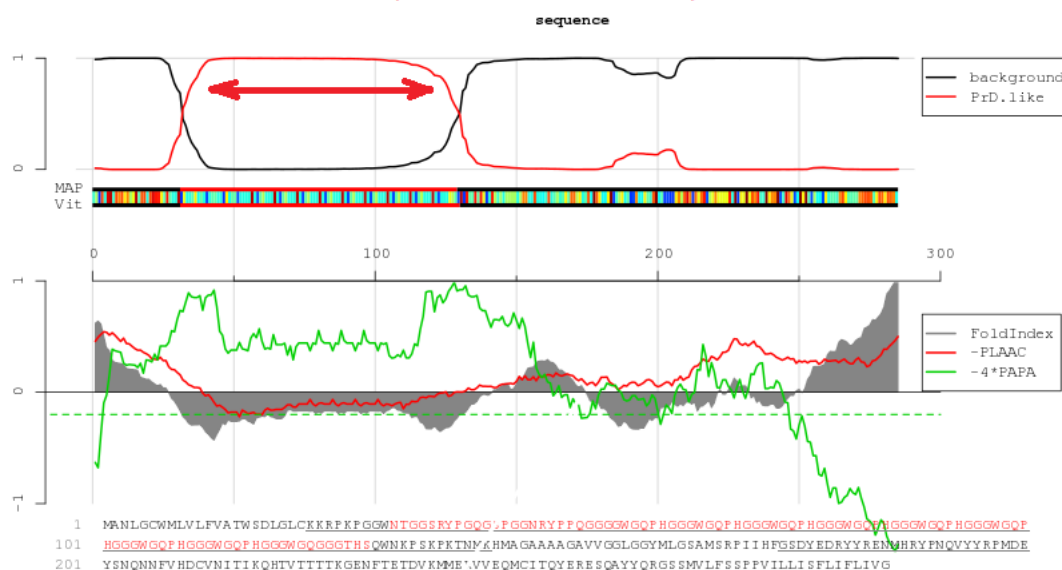 sequence
1
0
background
PrD.like
MAP
Vit
0 100 200 300
1
0
-1
FoldIndex
-PLAAC
-4*PAPA
1 MANLGCWMLVLFVATWSDLGLCKKRPKPGGWNTGGSRYPGQG PGGNRYPPQGGGGWGQPHGGGWGQPHGGGWGQPHGGGWGQPHGGGWGQPHGGGWGQP
101 HGGGWGQPHGGGWGQPHGGGWGQGGGTHSQWNKPSKPKTNM KHMAGAAAAGAVVGGLGGYMLGSAMSRPIIHFGSDYEDRYYRENMHRYPNQVYYRPMDE
201 YSNQNNFVHDCVNITIKQHTVTTTTKGENFTETDVKMME VVEQMCITQYERESQAYYQRGSSMVLFSSPPVILLISFLIFLIVG